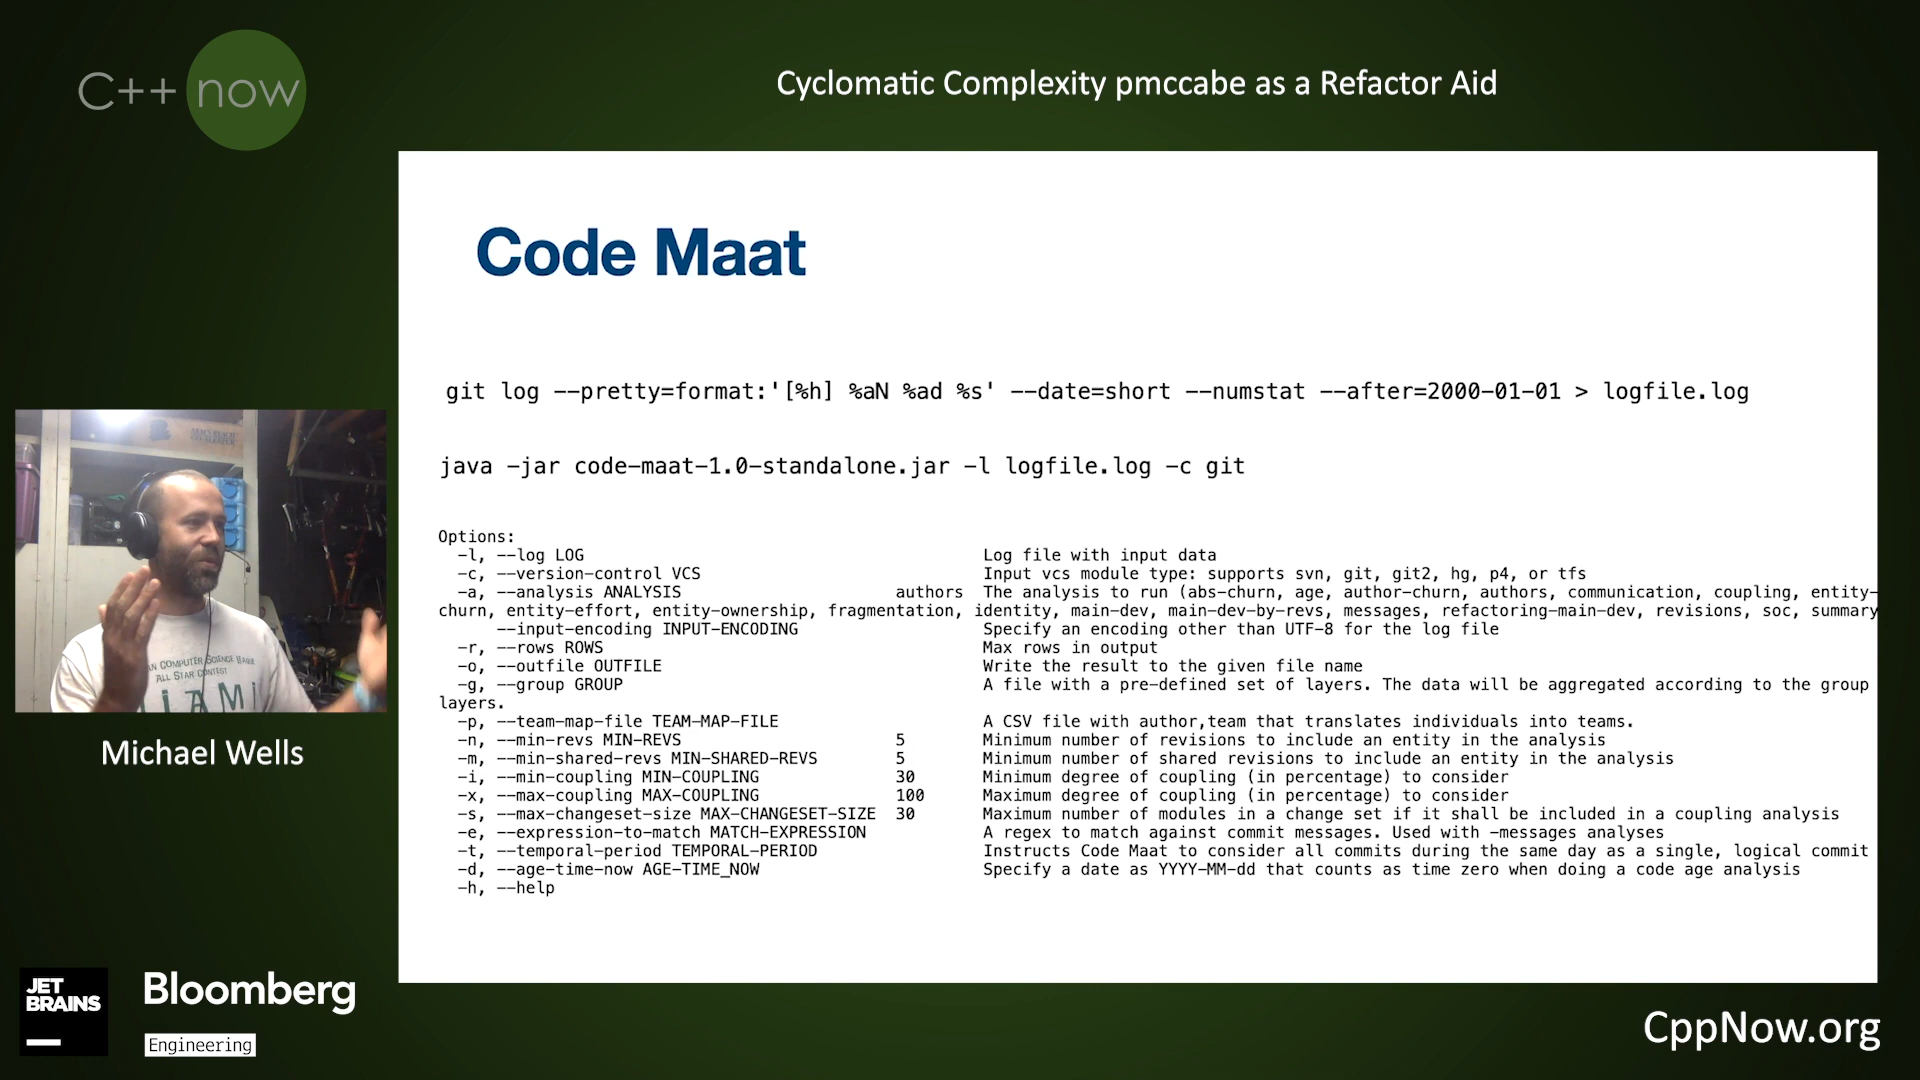 C++ now
Cyclomatic Complexity pmccabe as a Refactor Aid
Code Maat
git log --pretty=format:'[%h] %aN %ad %s' --date=short --numstat --after=2000-01-01 > logfile.log
java -jar code-maat-1.0-standalone.jar -l logfile.log -c git
Options:
-l, --log LOG Log file with input data
-c, --version-control VCS Input vcs module type: supports svn, git, git2, hg, p4, or tfs
-a, --analysis ANALYSIS authors The analysis to run (abs-churn, age, author-churn, authors, communication, coupling, entity-
churn, entity-effort, entity-ownership, fragmentation, identity, main-dev, main-dev-by-revs, messages, refactoring-main-dev, revisions, soc, summary
--input-encoding INPUT-ENCODING Specify an encoding other than UTF-8 for the log file
-r, --rows ROWS Max rows in output
-o, --outfile OUTFILE Write the result to the given file name
-g, --group GROUP A file with a pre-defined set of layers. The data will be aggregated according to the group
layers.
-p, --team-map-file TEAM-MAP-FILE A CSV file with author,team that translates individuals into teams.
-n, --min-revs MIN-REVS 5 Minimum number of revisions to include an entity in the analysis
-m, --min-shared-revs MIN-SHARED-REVS 5 Minimum number of shared revisions to include an entity in the analysis
-i, --min-coupling MIN-COUPLING 30 Minimum degree of coupling (in percentage) to consider
-x, --max-coupling MAX-COUPLING 100 Maximum degree of coupling (in percentage) to consider
-s, --max-changeset-size MAX-CHANGESET-SIZE 30 Maximum number of modules in a change set if it shall be included in a coupling analysis
-e, --expression-to-match MATCH-EXPRESSION A regex to match against commit messages. Used with -messages analyses
-t, --temporal-period TEMPORAL-PERIOD Instructs Code Maat to consider all commits during the same day as a single, logical commit
-d, --age-time-now AGE-TIME_NOW Specify a date as YYYY-MM-dd that counts as time zero when doing a code age analysis
-h, --help
COMPUTER SCIENCE LEAGUE
ALL STAR CONTEST
Michael Wells
JET
BRAINS
Bloomberg
Engineering
CppNow.org